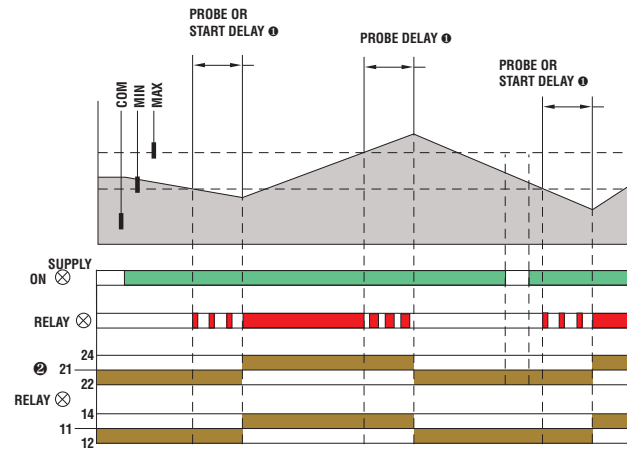 PROBE OR
START DELAY ❶
PROBE DELAY ❶
PROBE OR
START DELAY ❶
COM
MIN
MAX
SUPPLY
ON
RELAY
24
❷ 21
22
RELAY
14
11
12